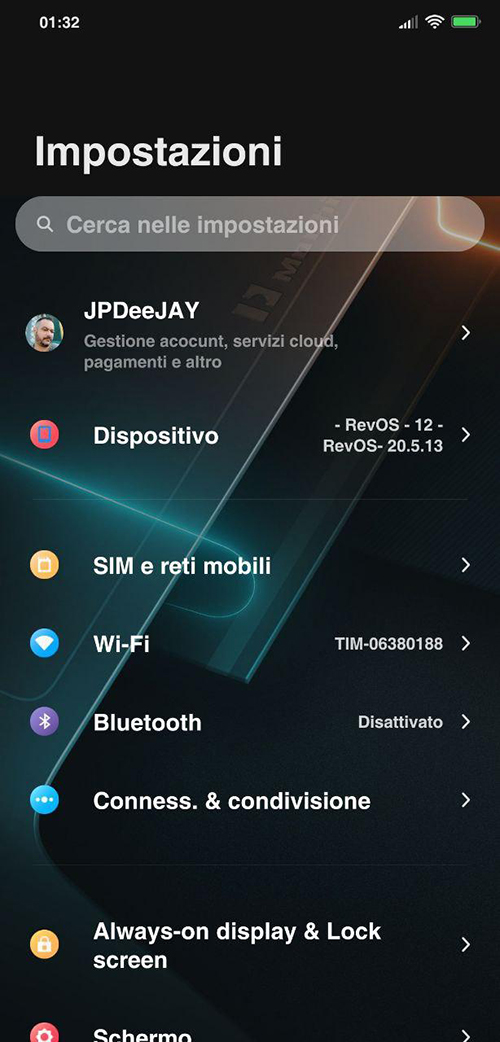 01:32
Impostazioni
Cerca nelle impostazioni
JPDeeJAY
Gestione acocunt, servizi cloud,
pagamenti e altro
Dispositivo
- RevOS - 12 -
RevOS- 20.5.13
SIM e reti mobili
Wi-Fi
TIM-06380188
Bluetooth
Disattivato
Conness. & condivisione
Always-on display & Lock
screen
Schermo